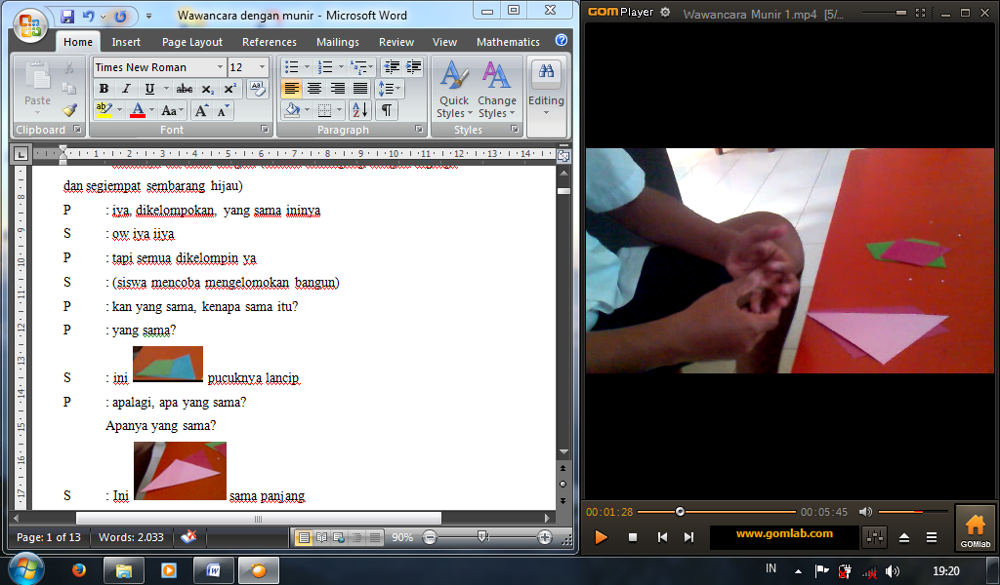 Wawancara dengan munir - Microsoft Word
Home Insert Page Layout References Mailings Review View Mathematics
Times New Roman 12
Paste
Quick Styles
Change Styles
Editing
Clipboard Font Paragraph Styles
dan segiempat sembarang hijau)
P : iya, dikelompokan, yang sama ininya
S : ow iya iiya
P : tapi semua dikelompin ya
S : (siswa mencoba mengelomokan bangun)
P : kan yang sama, kenapa sama itu?
P : yang sama?
S : ini pucuknya lancip
P : apalagi, apa yang sama?
Apanya yang sama?
S : Ini sama panjang
Page: 1 of 13 Words: 2.033 90%
GOM Player Wawancara Munir 1.mp4 [5/...
00:01:28 00:05:45
www.gomlab.com
GOMlab
IN 19:20